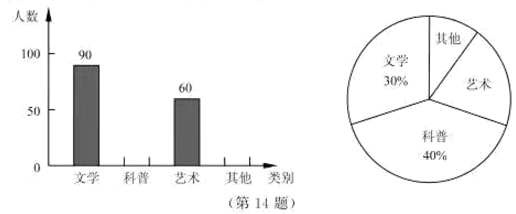 人数
100
50
0
90
60
文学 科普 艺术 其他 类别
(第14题)
其他
文学
30%
艺术
科普
40%